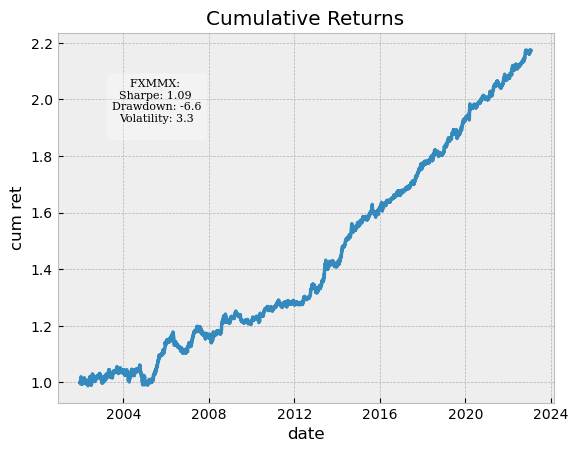 Cumulative Returns
2.2
FXMMX:
Sharpe: 1.09
Drawdown: -6.6
Volatility: 3.3
2.0
1.8
1.6
1.4
1.2
1.0
cum ret
2004 2008 2012 2016 2020 2024
date